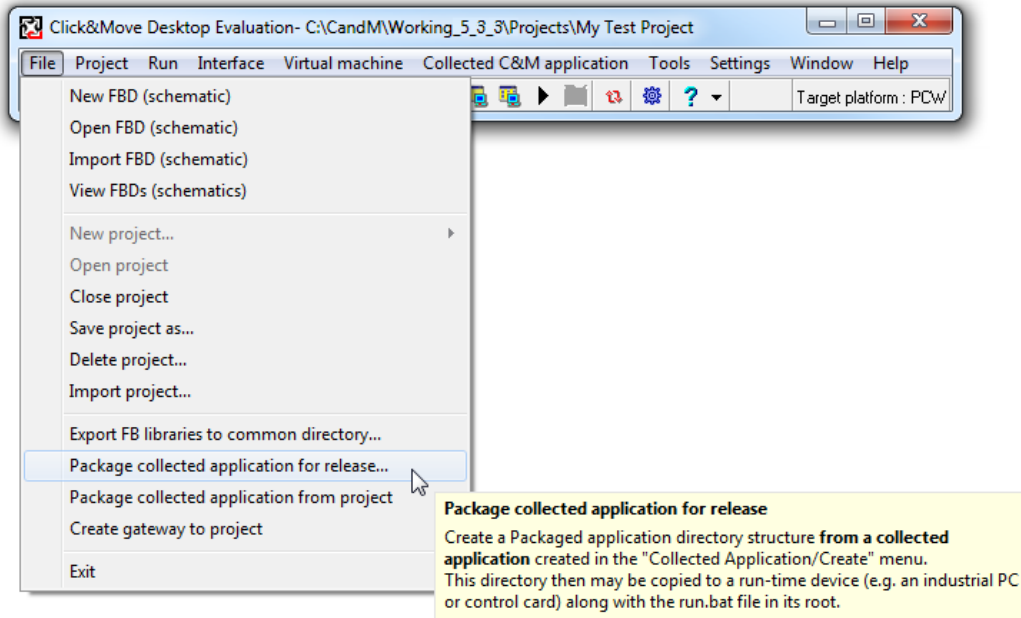 Click&Move Desktop Evaluation- C:\CandM\Working_5_3_3\Projects\My Test Project
File Project Run Interface Virtual machine Collected C&M application Tools Settings Window Help
Target platform : PCW
New FBD (schematic)
Open FBD (schematic)
Import FBD (schematic)
View FBDs (schematics)
New project...
Open project
Close project
Save project as...
Delete project...
Import project...
Export FB libraries to common directory...
Package collected application for release...
Package collected application from project
Create gateway to project
Exit
Package collected application for release
Create a Packaged application directory structure from a collected
application created in the "Collected Application/Create" menu.
This directory then may be copied to a run-time device (e.g. an industrial PC
or control card) along with the run.bat file in its root.